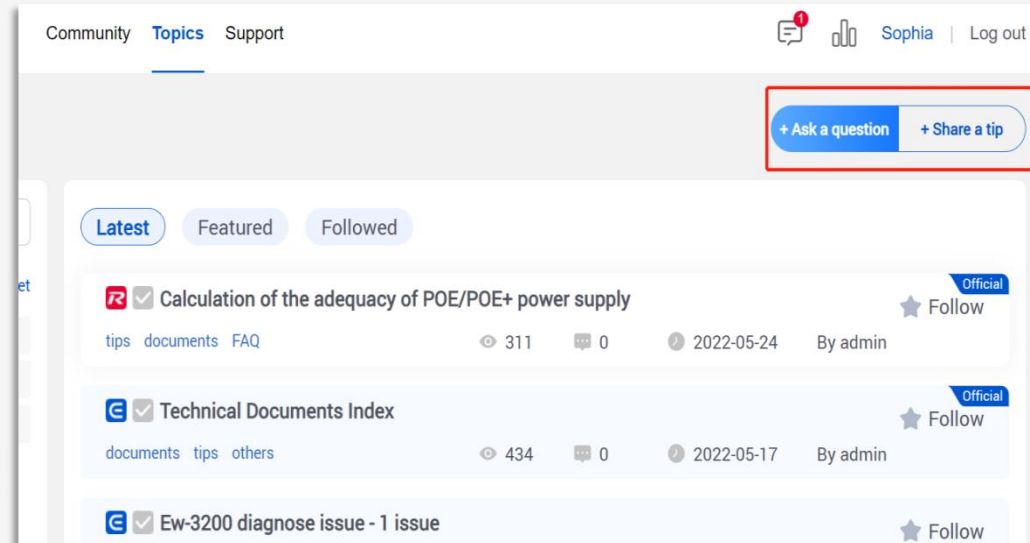 Community Topics Support 1 Sophia | Log out
+ Ask a question + Share a tip
Latest Featured Followed
et
Official
Calculation of the adequacy of POE/POE+ power supply Follow
tips documents FAQ 311 0 2022-05-24 By admin
Official
Technical Documents Index Follow
documents tips others 434 0 2022-05-17 By admin
Ew-3200 diagnose issue - 1 issue Follow